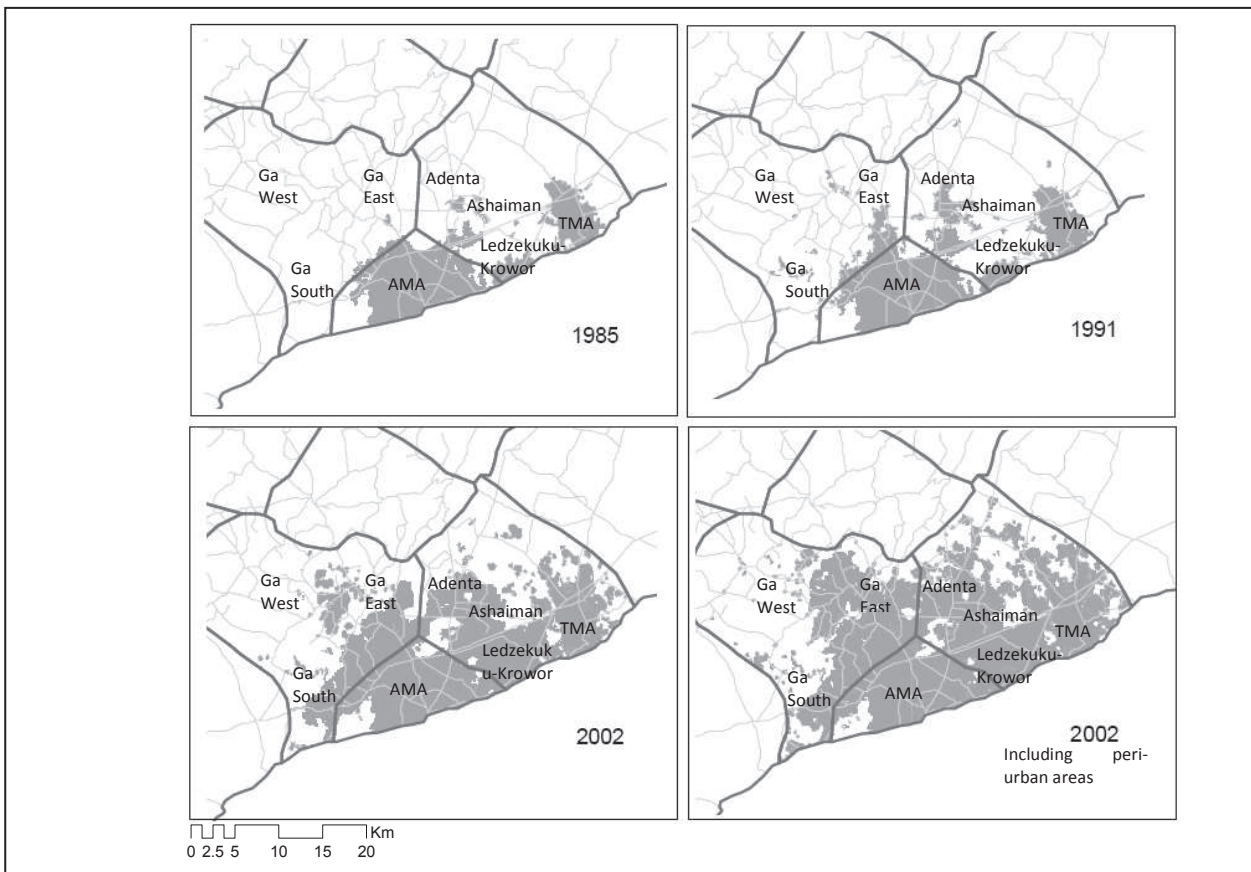 Ga
West
Ga
East
Adenta
Ashaiman
TMA
Ledzekuku-
Krowor
Ga
South
AMA
1985
Ga
West
Ga
East
Adenta
Ashaiman
TMA
Ledzekuku-
Krowor
Ga
South
AMA
1991
Ga
West
Ga
East
Adenta
Ashaiman
TMA
Ledzekuk
u-Krowor
Ga
South
AMA
2002
Ga
West
Ga
East
Adenta
Ashaiman
TMA
Ledzekuku-
Krowor
Ga
South
AMA
2002
Including peri-
urban areas
Km
0 2.5 5 10 15 20